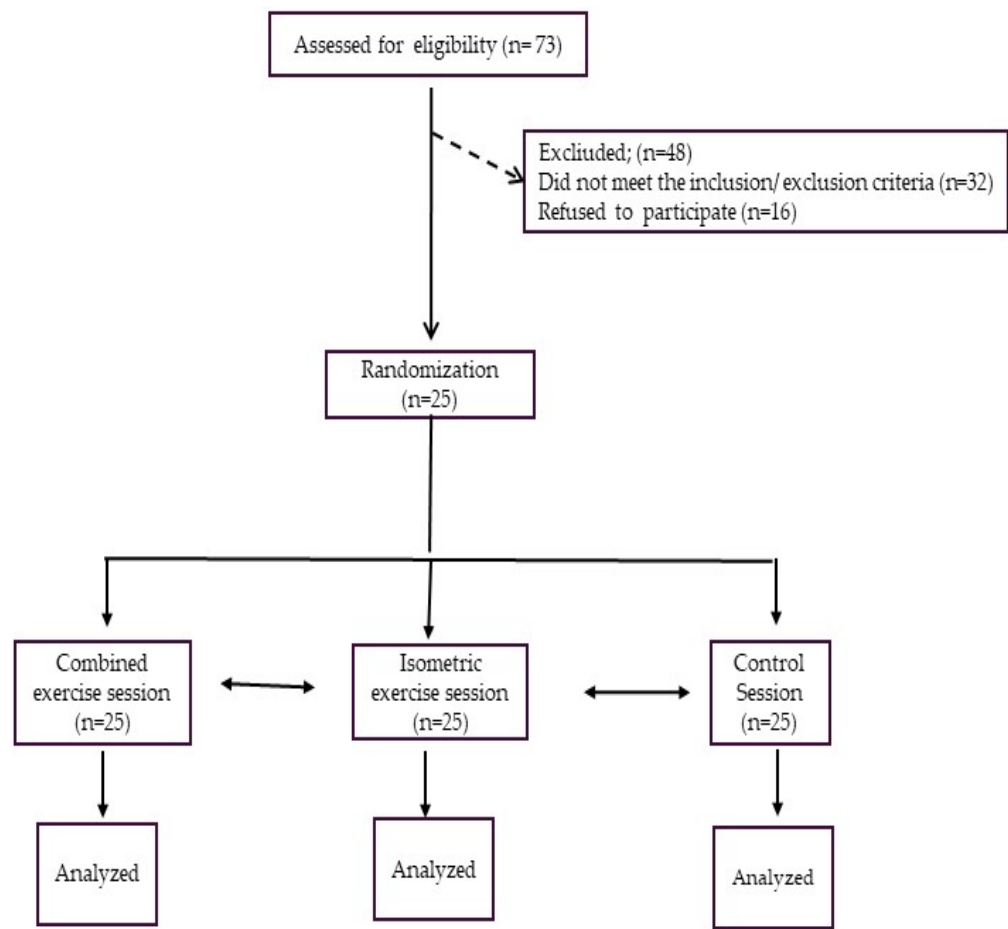 Assessed for eligibility (n=73)
Excliuded; (n=48)
Did not meet the inclusion/exclusion criteria (n=32)
Refused to participate (n=16)
Randomization
(n=25)
Combined
exercise session
(n=25)
Isometric
exercise session
(n=25)
Control
Session
(n=25)
Analyzed
Analyzed
Analyzed